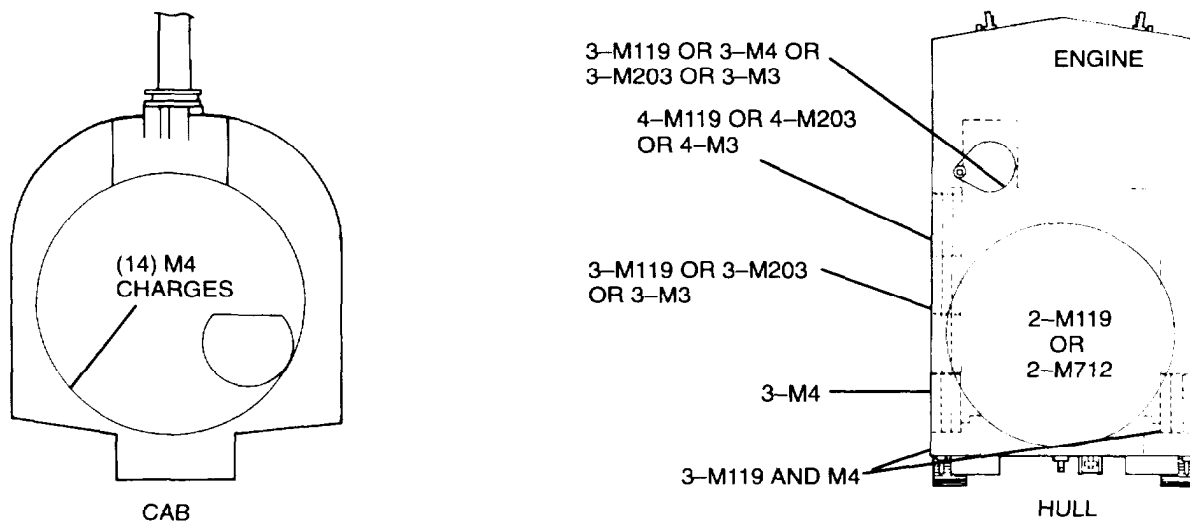 (14) M4
CHARGES
CAB
3–M119 OR 3–M4 OR
3–M203 OR 3–M3
4–M119 OR 4–M203
OR 4–M3
3–M119 OR 3–M203
OR 3–M3
3–M4
3–M119 AND M4
ENGINE
2–M119
OR
2–M712
HULL